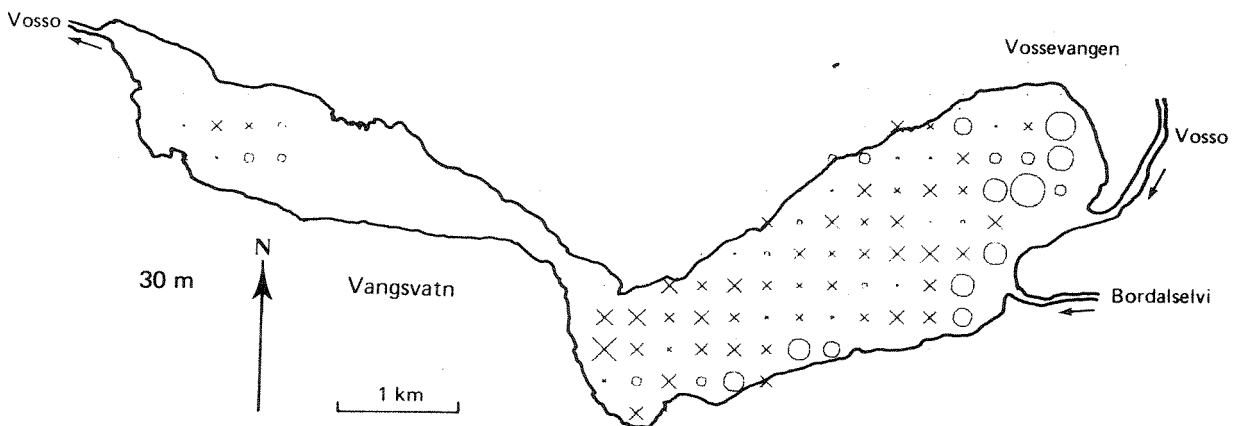 Vosso
Vossevangen
Vosso
N
30 m
Vangsvatn
Bordalselvi
1 km